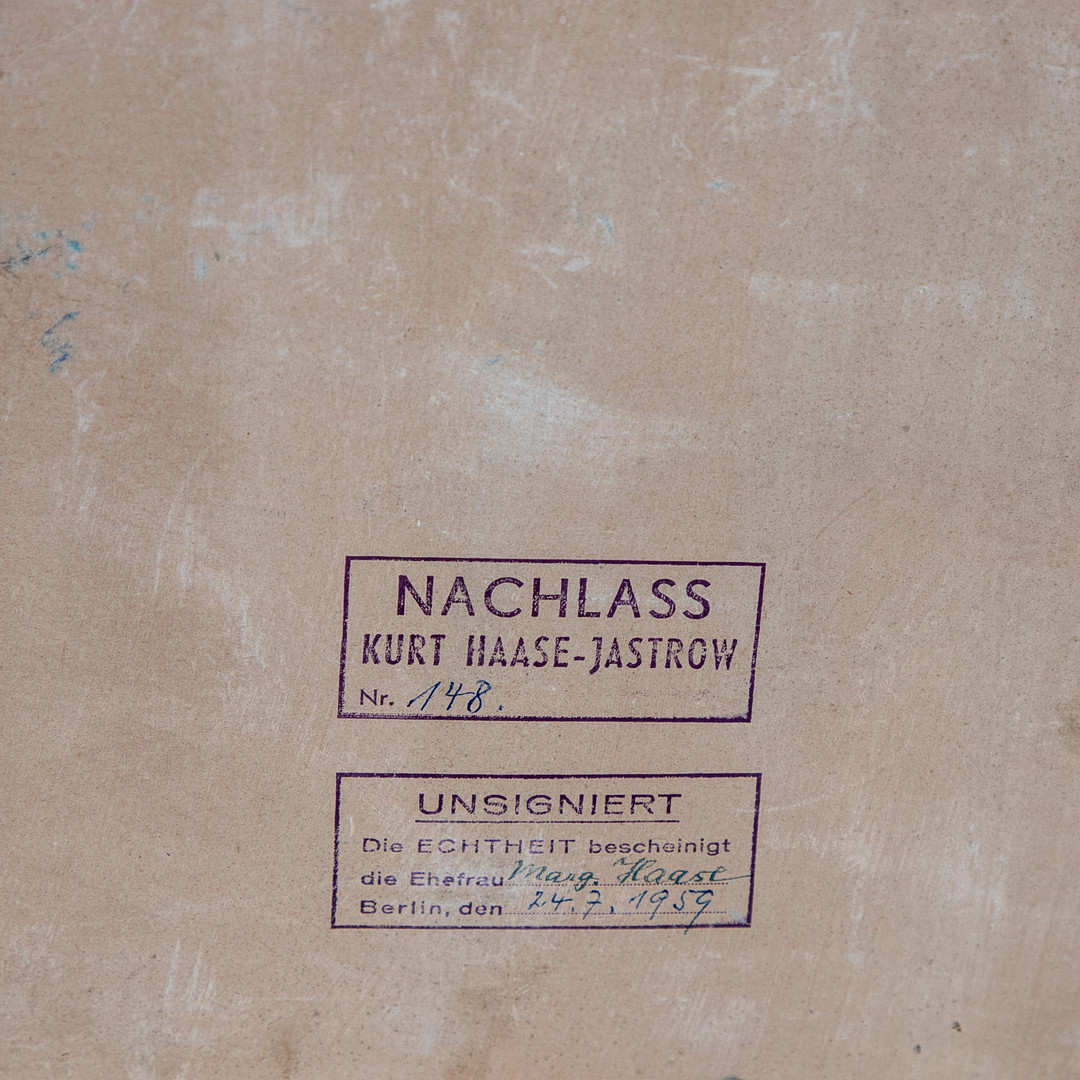 NACHLASS
KURT HAASE-JASTROW
Nr. 148.
UNSIGNIERT
Die ECHTHEIT bescheinigt
die Ehefrau Marg. Haase
Berlin, den 24.7.1959